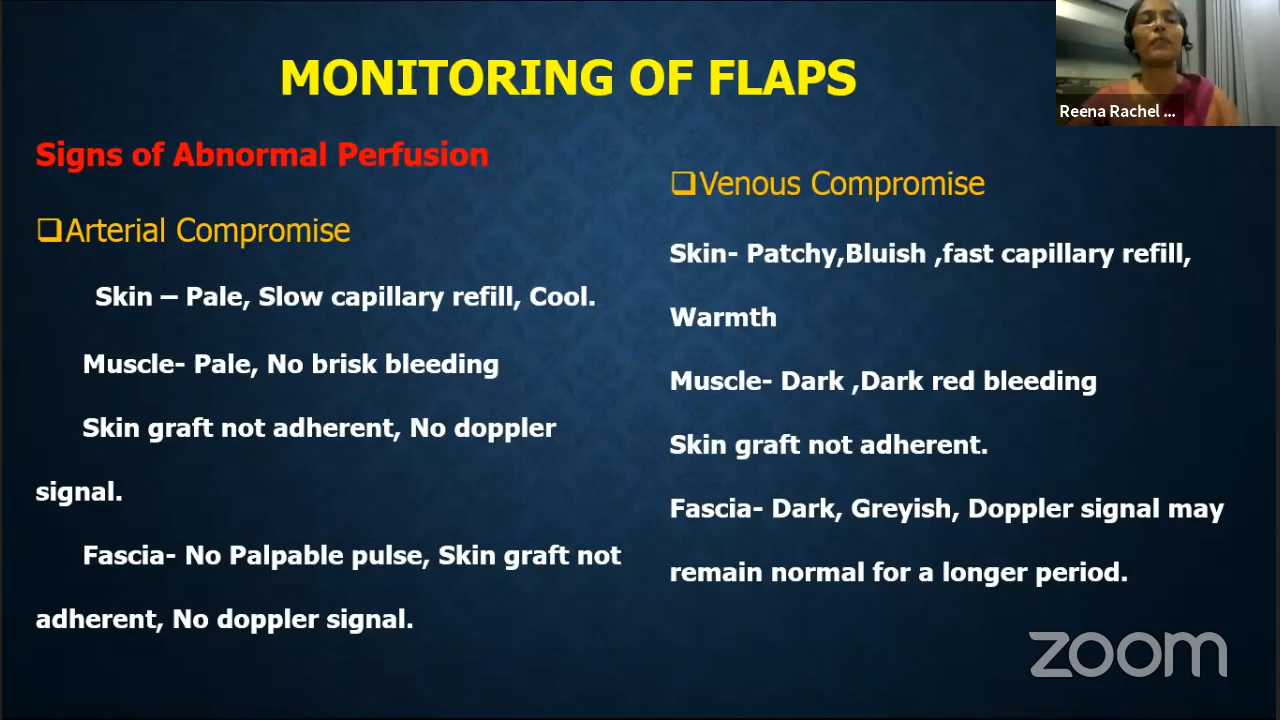 MONITORING OF FLAPS
Reena Rachel ...
Signs of Abnormal Perfusion
❑Arterial Compromise
Skin – Pale, Slow capillary refill, Cool.
Muscle- Pale, No brisk bleeding
Skin graft not adherent, No doppler
signal.
Fascia- No Palpable pulse, Skin graft not
adherent, No doppler signal.
❑Venous Compromise
Skin- Patchy,Bluish ,fast capillary refill,
Warmth
Muscle- Dark ,Dark red bleeding
Skin graft not adherent.
Fascia- Dark, Greyish, Doppler signal may
remain normal for a longer period.
zoom